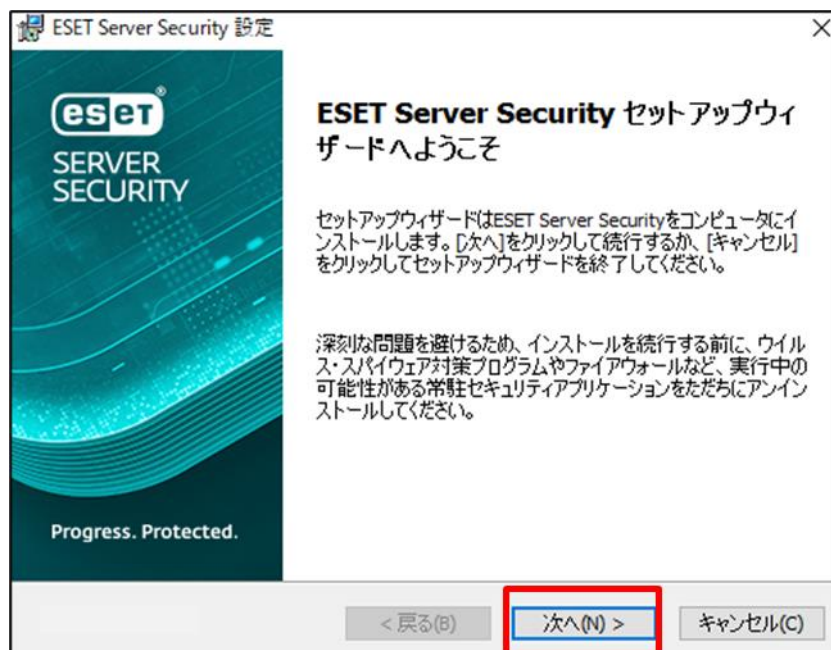 ESET Server Security 設定
eset®
SERVER
SECURITY
Progress. Protected.
ESET Server Security セットアップウィ
ザードへようこそ
セットアップウィザードはESET Server Securityをコンピュータにイ
ンストールします。[次へ]をクリックして続行するか、[キャンセル]
をクリックしてセットアップウィザードを終了してください。
深刻な問題を避けるため、インストールを続行する前に、ウイル
ス・スパイウェア対策プログラムやファイアウォールなど、実行中の
可能性がある常駐セキュリティアプリケーションをただちにアンイン
ストールしてください。
< 戻る(B)
次へ(N) >
キャンセル(C)